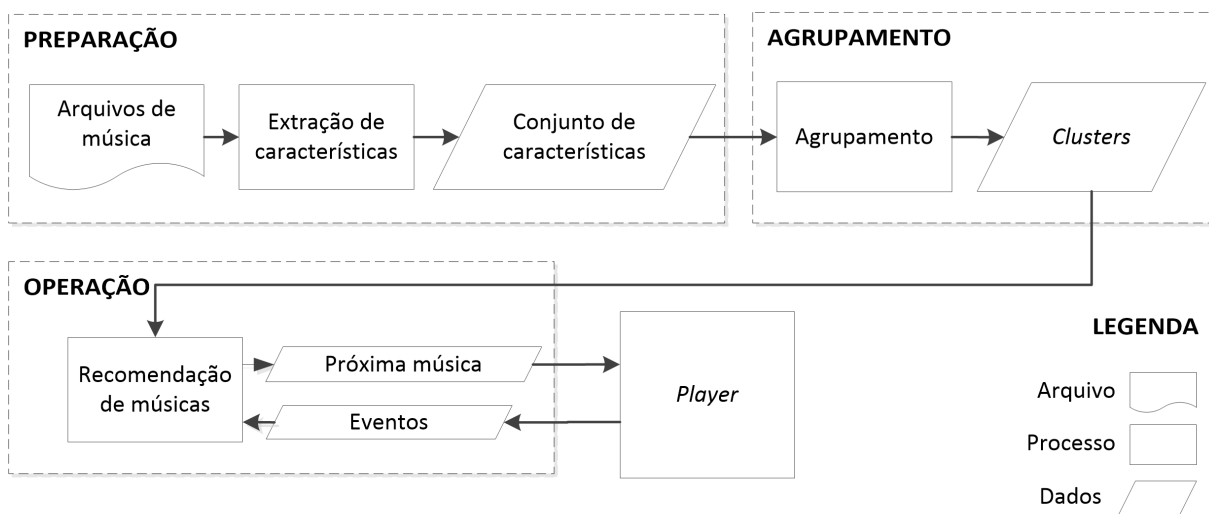 PREPARAÇÃO
Arquivos de
música
Extração de
características
Conjunto de
características
AGRUPAMENTO
Agrupamento
Clusters
OPERAÇÃO
Recomendação
de músicas
Próxima música
Eventos
Player
LEGENDA
Arquivo
Processo
Dados